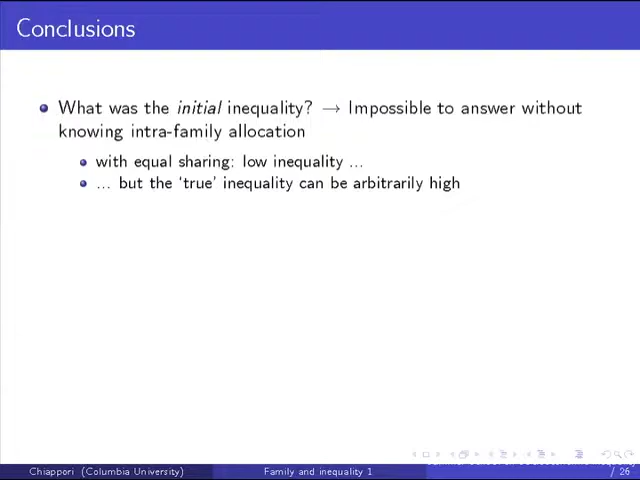 Conclusions
What was the initial inequality? → Impossible to answer without
knowing intra-family allocation
with equal sharing: low inequality ...
... but the ‘true’ inequality can be arbitrarily high
Chiappori (Columbia University)
Family and inequality 1
/ 26